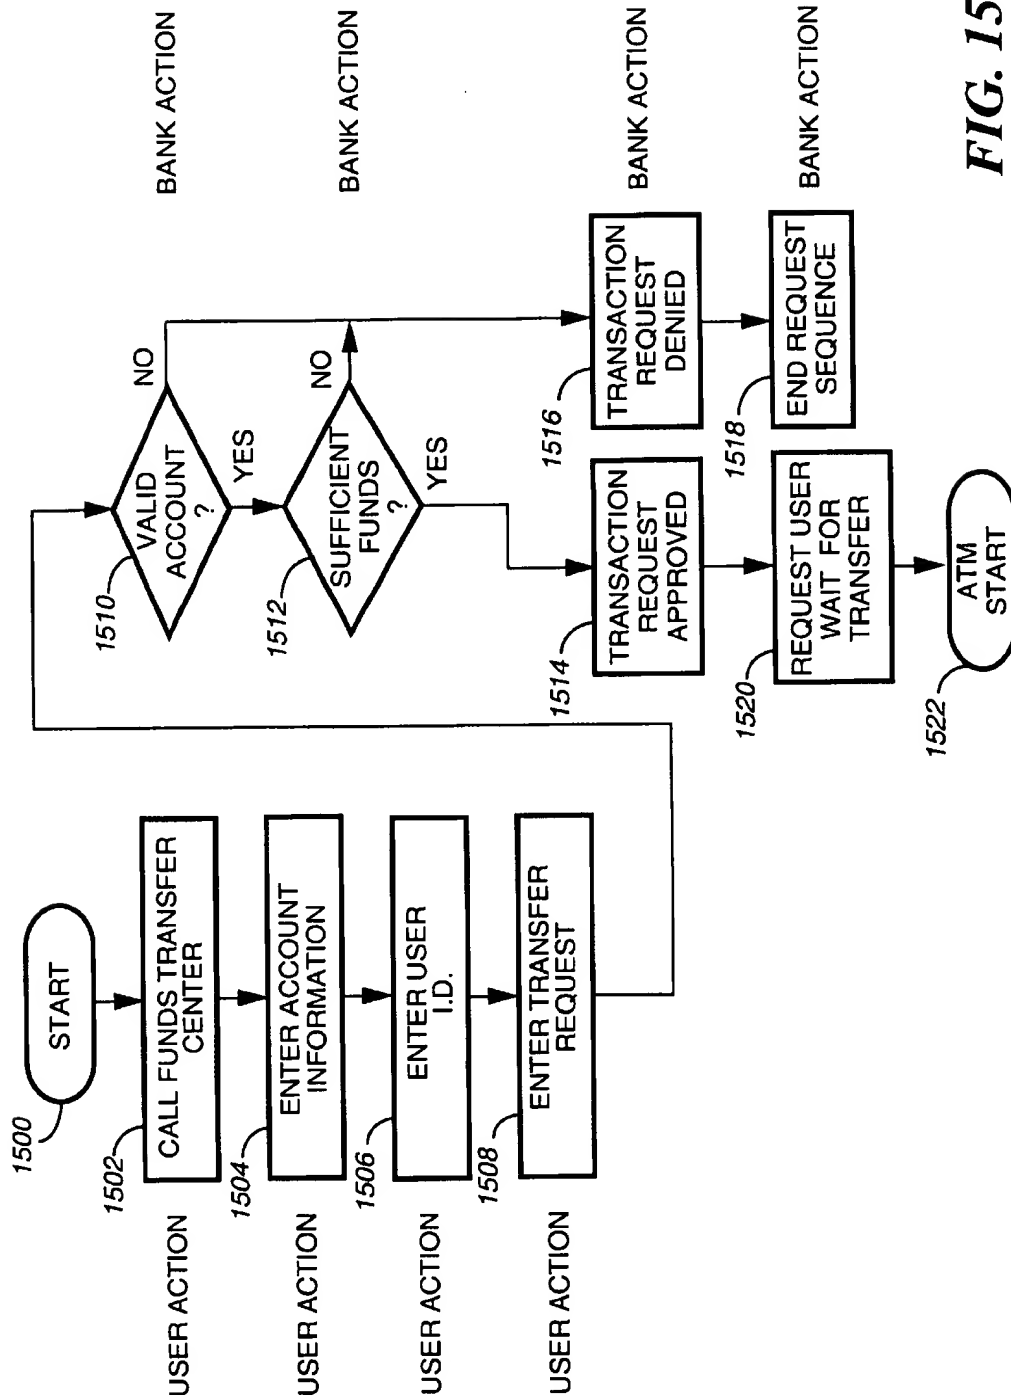 START
1500
USER ACTION
1502
CALL FUNDS TRANSFER
CENTER
USER ACTION
1504
ENTER ACCOUNT
INFORMATION
USER ACTION
1506
ENTER USER
I.D.
USER ACTION
1508
ENTER TRANSFER
REQUEST
1510
VALID
ACCOUNT
?
NO
YES
BANK ACTION
1512
SUFFICIENT
FUNDS
?
NO
YES
BANK ACTION
1514
TRANSACTION
REQUEST
APPROVED
1516
TRANSACTION
REQUEST
DENIED
BANK ACTION
1520
REQUEST USER
WAIT FOR
TRANSFER
1518
END REQUEST
SEQUENCE
BANK ACTION
1522
ATM
START
FIG. 15